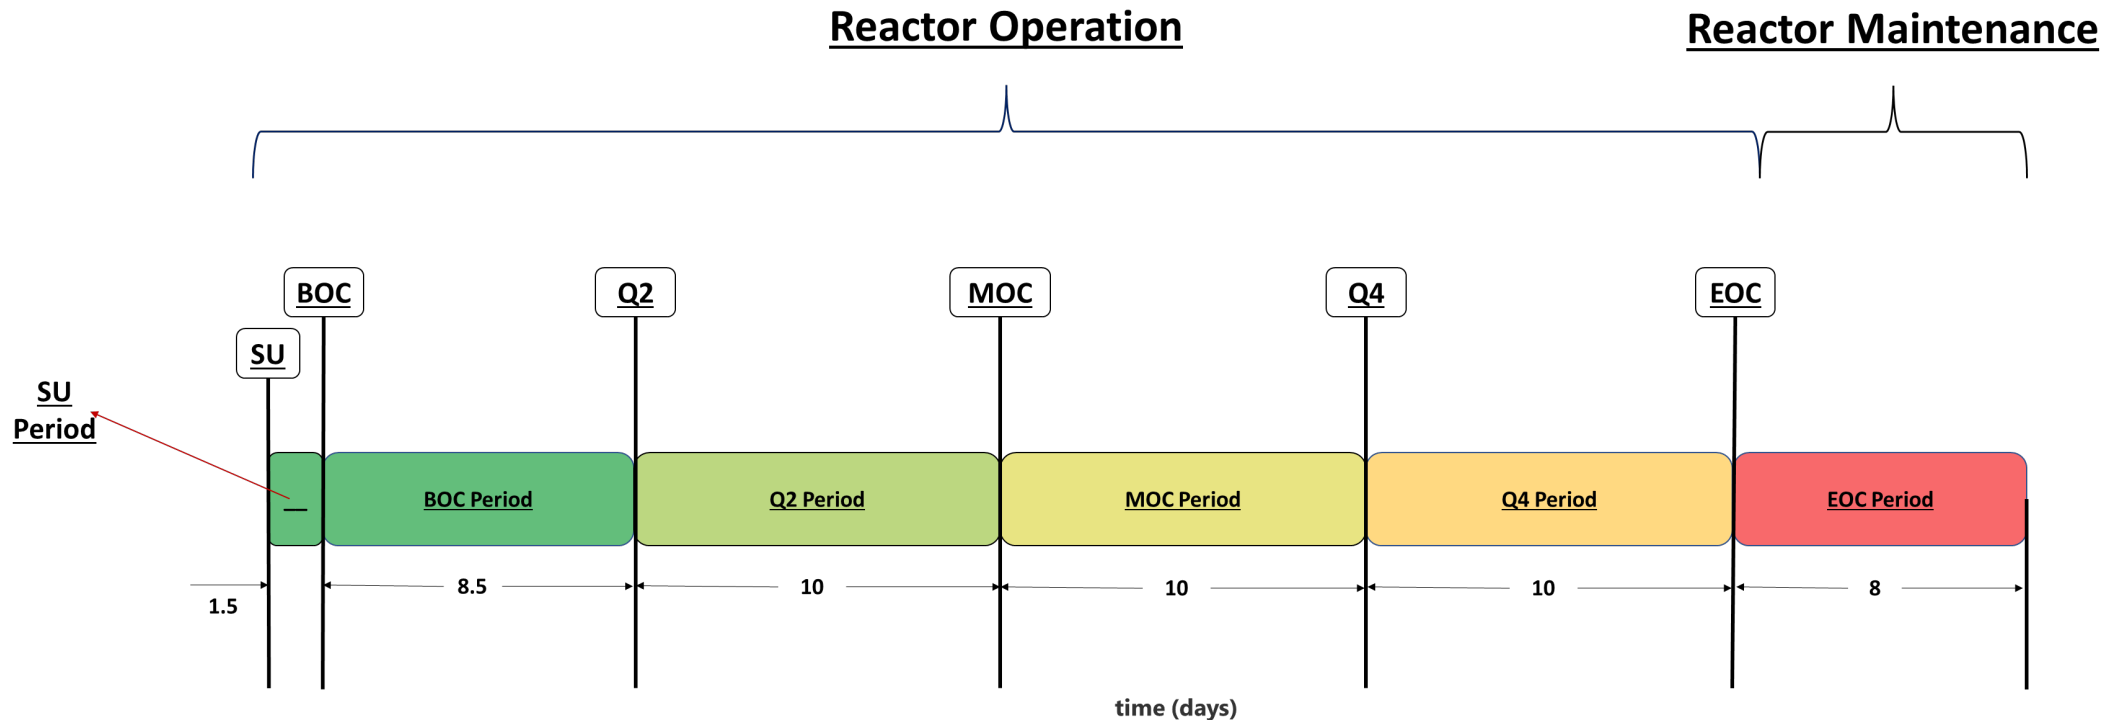 Reactor Operation
Reactor Maintenance
BOC
Q2
MOC
Q4
EOC
SU
SU
Period
BOC Period
Q2 Period
MOC Period
Q4 Period
EOC Period
1.5
8.5
10
10
10
8
time (days)